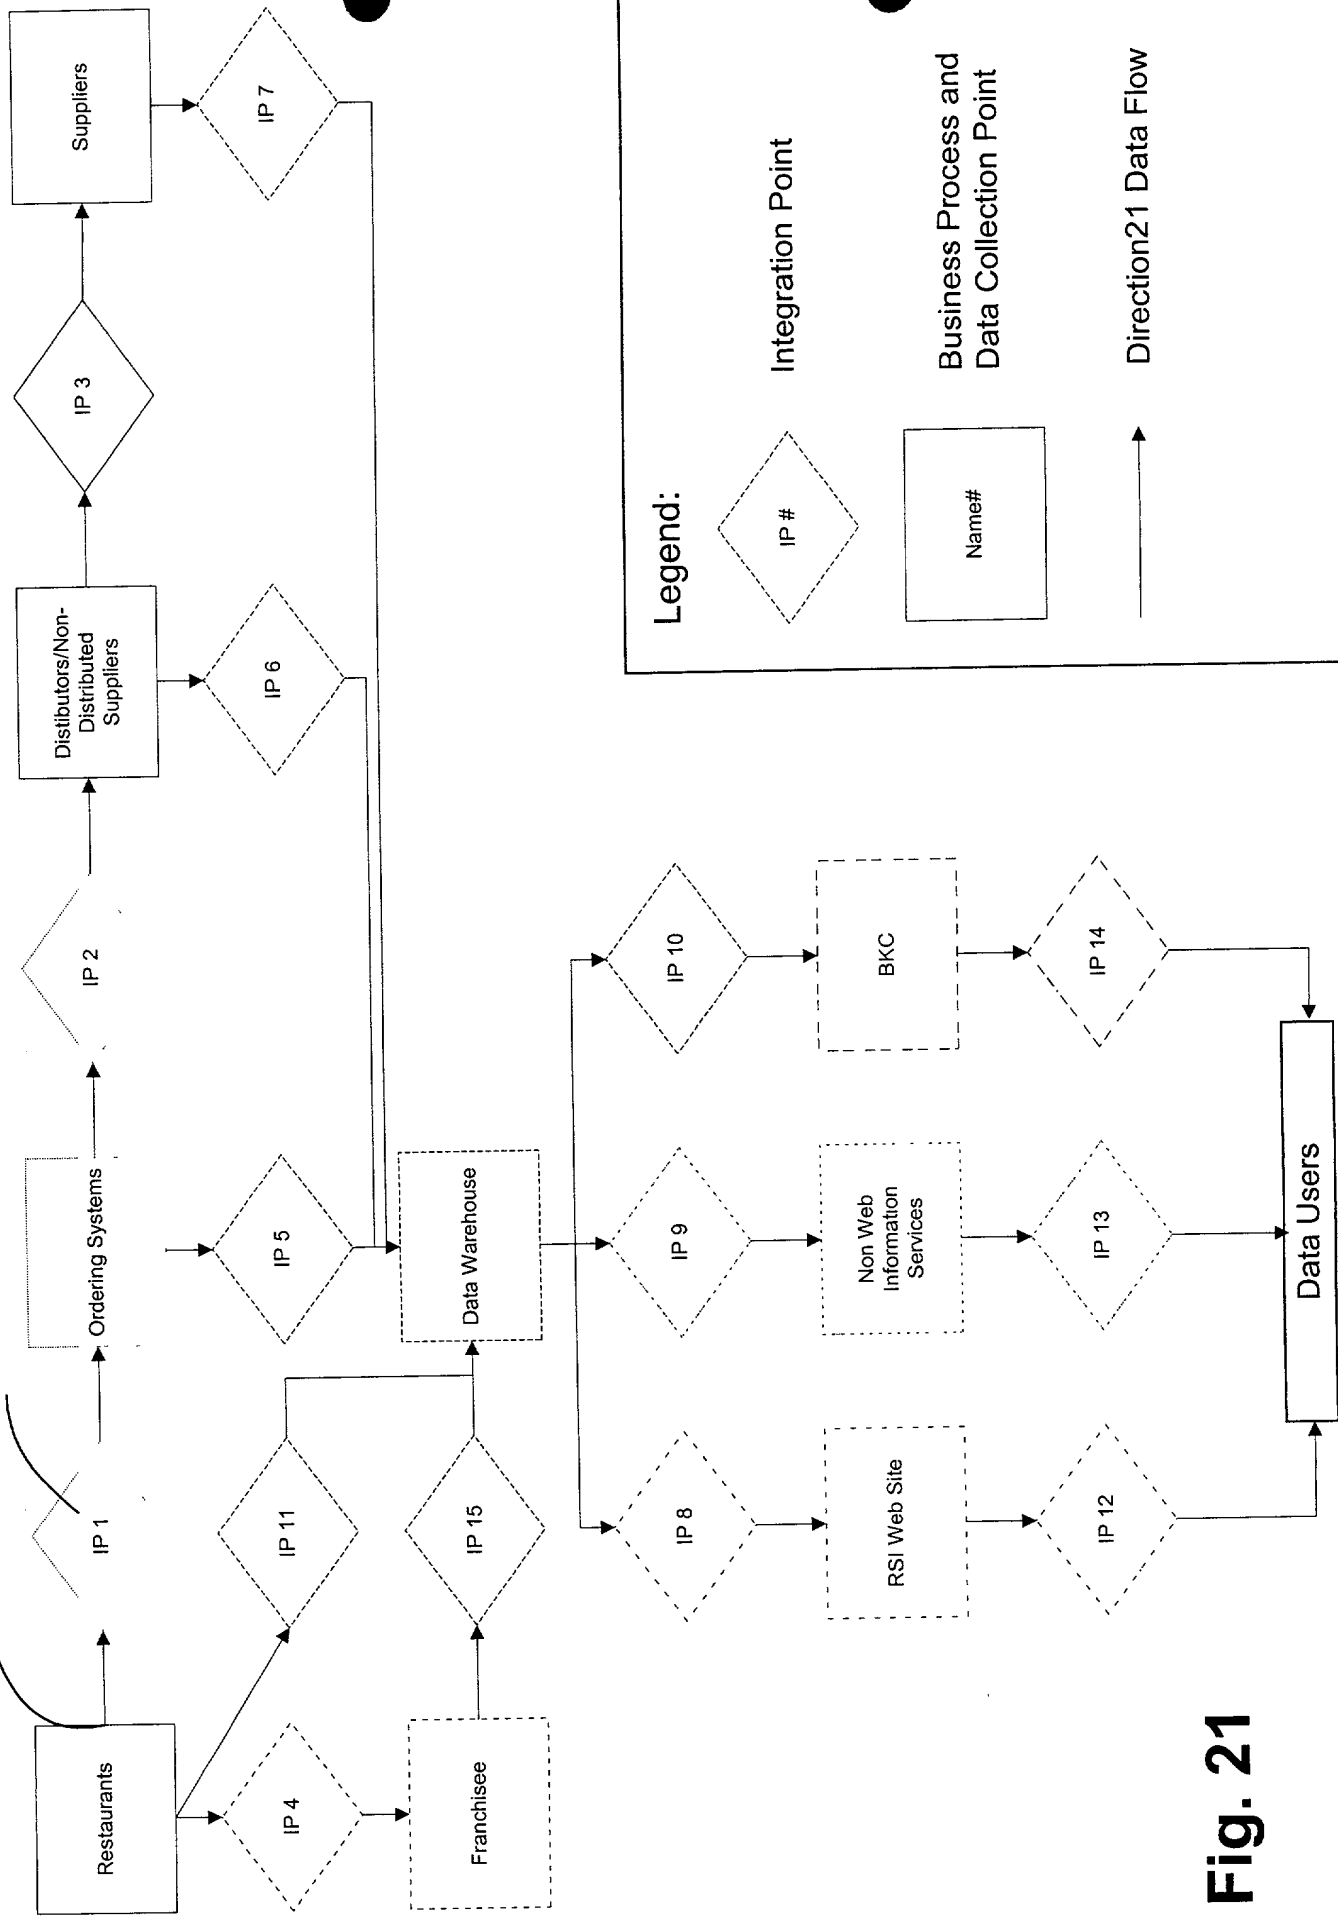 Restaurants
IP 1
Ordering Systems
IP 2
Distibutors/Non-
Distributed
Suppliers
IP 3
Suppliers
IP 4
IP 11
IP 5
IP 6
IP 7
Franchisee
IP 15
Data Warehouse
IP 8
IP 9
IP 10
RSI Web Site
Non Web
Information
Services
BKC
IP 12
IP 13
IP 14
Data Users
Legend:
IP #
Integration Point
Name#
Business Process and
Data Collection Point
Direction21 Data Flow
Fig. 21